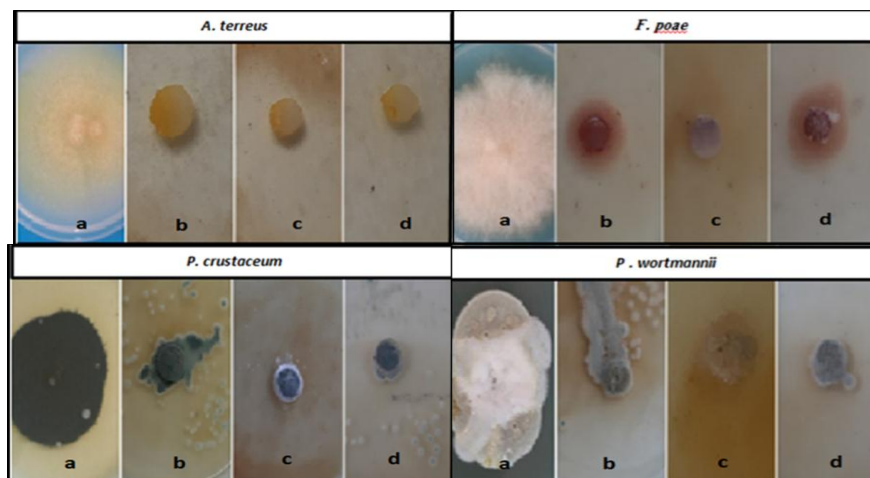 A. terreus
F. poae
a b c d
a b c d
P. crustaceum
P . wortmannii
a b c d
a b c d